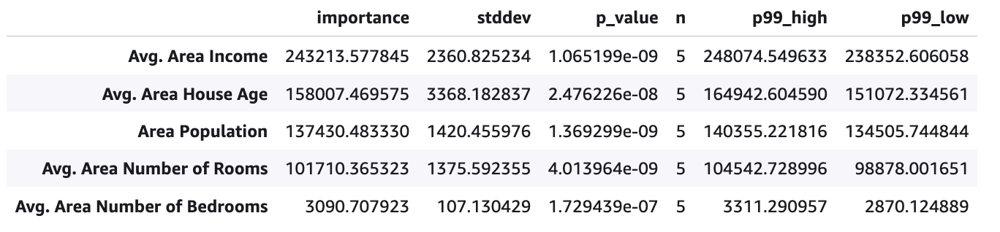 importance stddev p_value n p99_high p99_low
Avg. Area Income 243213.577845 2360.825234 1.065199e-09 5 248074.549633 238352.606058
Avg. Area House Age 158007.469575 3368.182837 2.476226e-08 5 164942.604590 151072.334561
Area Population 137430.483330 1420.455976 1.369299e-09 5 140355.221816 134505.744844
Avg. Area Number of Rooms 101710.365323 1375.592355 4.013964e-09 5 104542.728996 98878.001651
Avg. Area Number of Bedrooms 3090.707923 107.130429 1.729439e-07 5 3311.290957 2870.124889